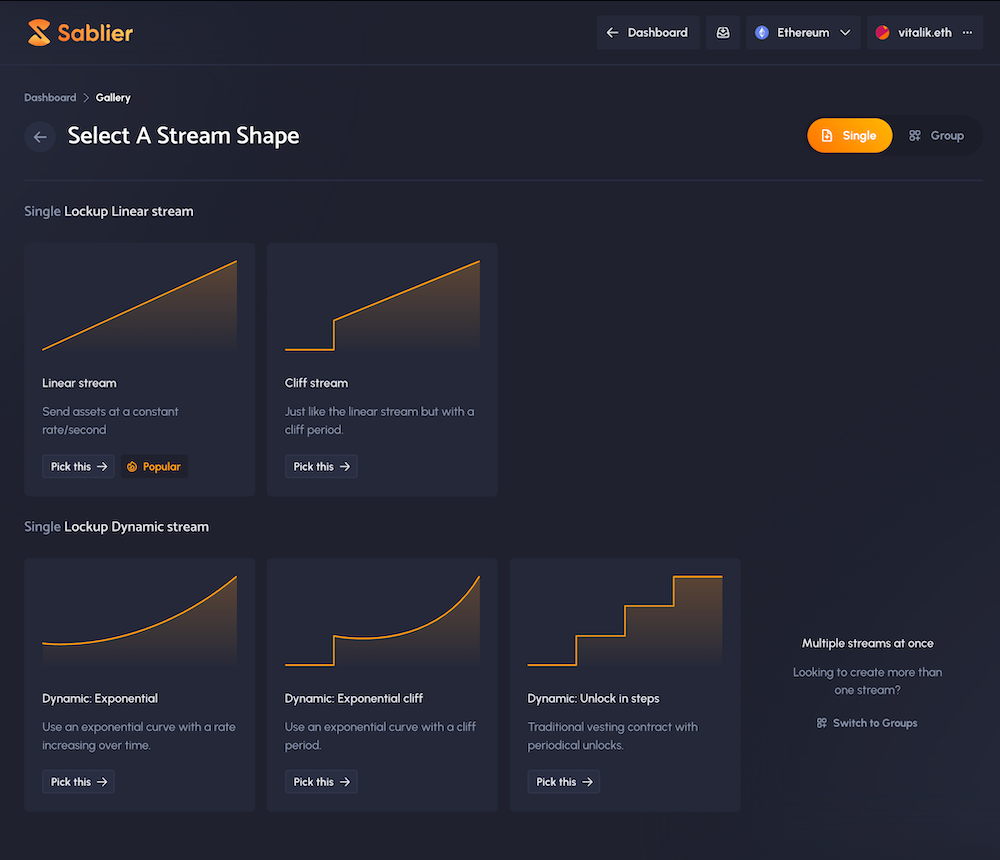 Sablier
Dashboard
Ethereum
vitalik.eth
Dashboard > Gallery
Select A Stream Shape
Single
Group
Single Lockup Linear stream
Linear stream
Send assets at a constant
rate/second
Pick this
Popular
Cliff stream
Just like the linear stream but with a
cliff period.
Pick this
Single Lockup Dynamic stream
Dynamic: Exponential
Use an exponential curve with a rate
increasing over time.
Pick this
Dynamic: Exponential cliff
Use an exponential curve with a cliff
period.
Pick this
Dynamic: Unlock in steps
Traditional vesting contract with
periodical unlocks.
Pick this
Multiple streams at once
Looking to create more than
one stream?
Switch to Groups